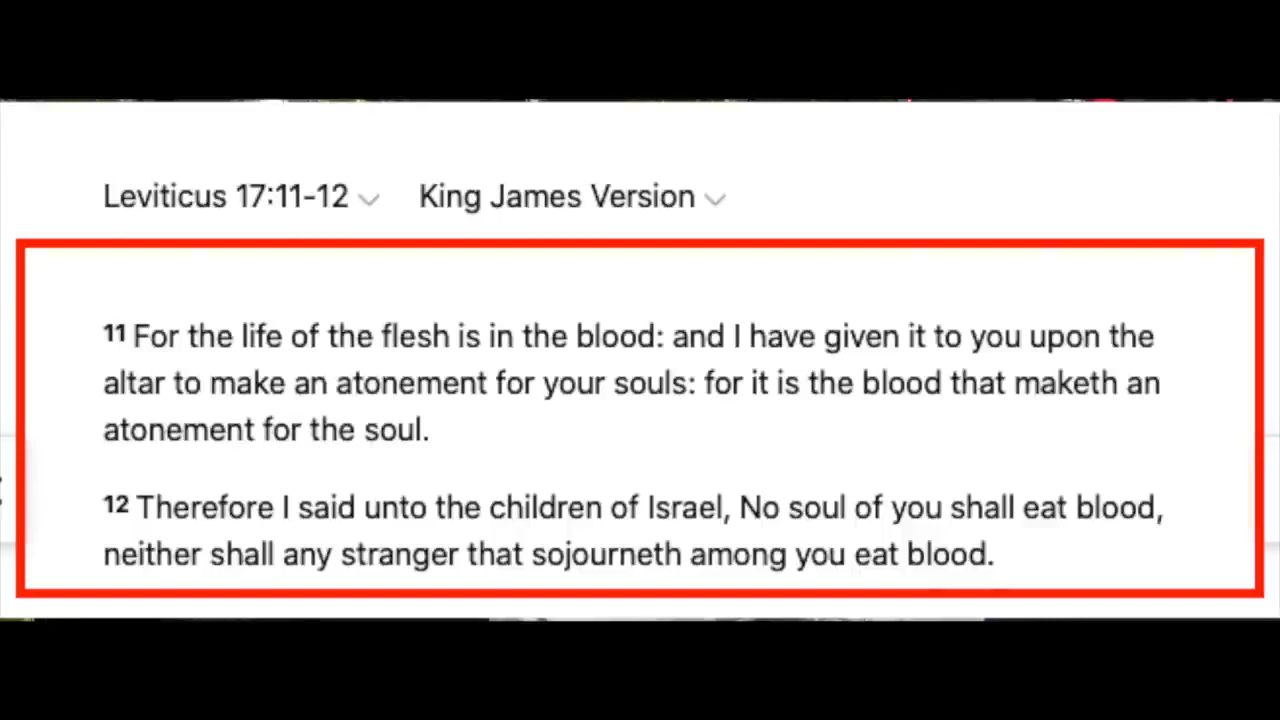 Leviticus 17:11-12 King James Version
11 For the life of the flesh is in the blood: and I have given it to you upon the
altar to make an atonement for your souls: for it is the blood that maketh an
atonement for the soul.
12 Therefore I said unto the children of Israel, No soul of you shall eat blood,
neither shall any stranger that sojourneth among you eat blood.